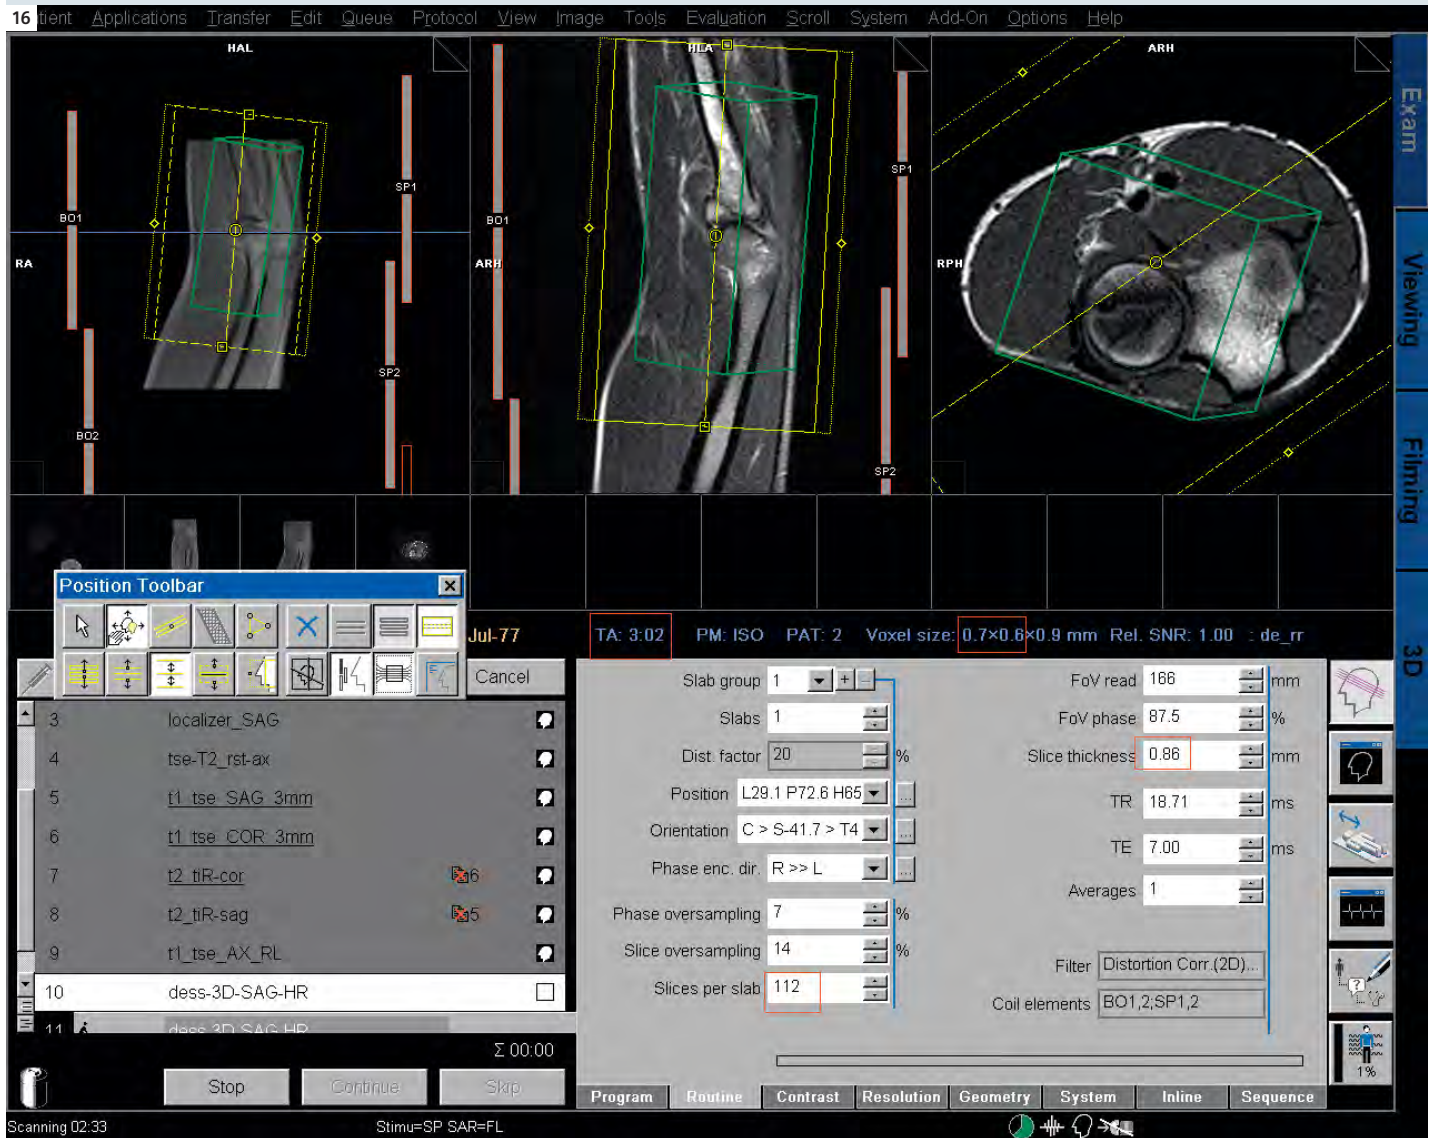 16 tient Applications Transfer Edit Queue Protocol View Image Tools Evaluation Scroll System Add-On Options Help
HAL
HLA
ARH
Exam
SP1
SP1
BO1
BO1
RA
ARH
RPH
Viewing
SP2
BO2
SP2
Filming
Position Toolbar
Jul-77
TA: 3:02 PM: ISO PAT: 2 Voxel size: 0.7×0.6×0.9 mm Rel. SNR: 1.00 : de_rr
3D
Cancel
3 localizer_SAG
4 tse-T2_rst-ax
5 t1_tse_SAG_3mm
6 t1_tse_COR_3mm
7 t2_tiR-cor 6
8 t2_tiR-sag 5
9 t1_tse_AX_RL
10 dess-3D-SAG-HR
11 dess-3D-SAG-HR
Σ 00:00
Stop Continue Skip
Slab group 1 + -
Slabs 1
Dist. factor 20 %
Position L29.1 P72.6 H65 ...
Orientation C > S-41.7 > T4 ...
Phase enc. dir. R >> L ...
Phase oversampling 7 %
Slice oversampling 14 %
Slices per slab 112
FoV read 166 mm
FoV phase 87.5 %
Slice thickness 0.86 mm
TR 18.71 ms
TE 7.00 ms
Averages 1
Filter Distortion Corr.(2D)...
Coil elements BO1,2;SP1,2
?
1%
Program Routine Contrast Resolution Geometry System Inline Sequence
Scanning 02:33 Stimu=SP SAR=FL